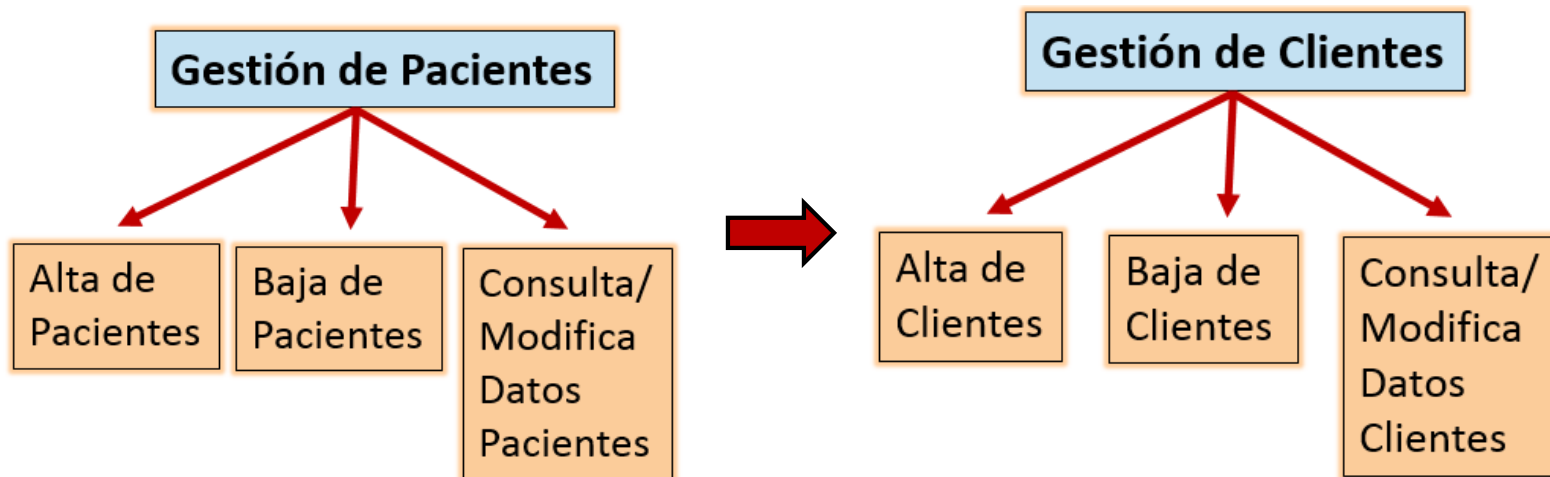 Gestión de Pacientes
Alta de
Pacientes
Baja de
Pacientes
Consulta/
Modifica
Datos
Pacientes
Gestión de Clientes
Alta de
Clientes
Baja de
Clientes
Consulta/
Modifica
Datos
Clientes